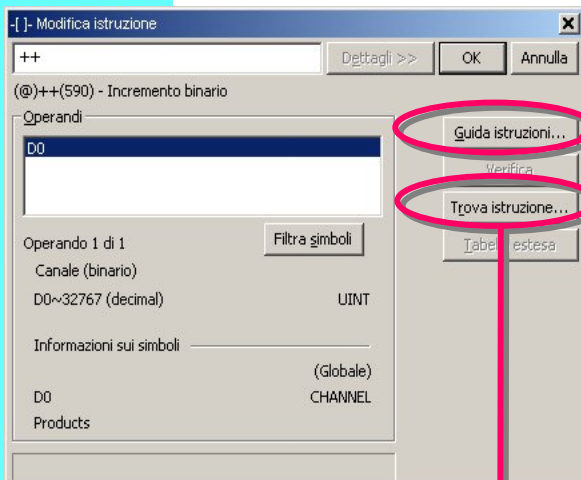 -[ ]- Modifica istruzione
++
Dettagli >>
OK
Annulla
(@)++(590) - Incremento binario
Operandi
D0
Guida istruzioni...
Verifica
Trova istruzione...
Tabella estesa
Operando 1 di 1
Filtra simboli
Canale (binario)
D0~32767 (decimal) UINT
Informazioni sui simboli
(Globale)
D0 CHANNEL
Products